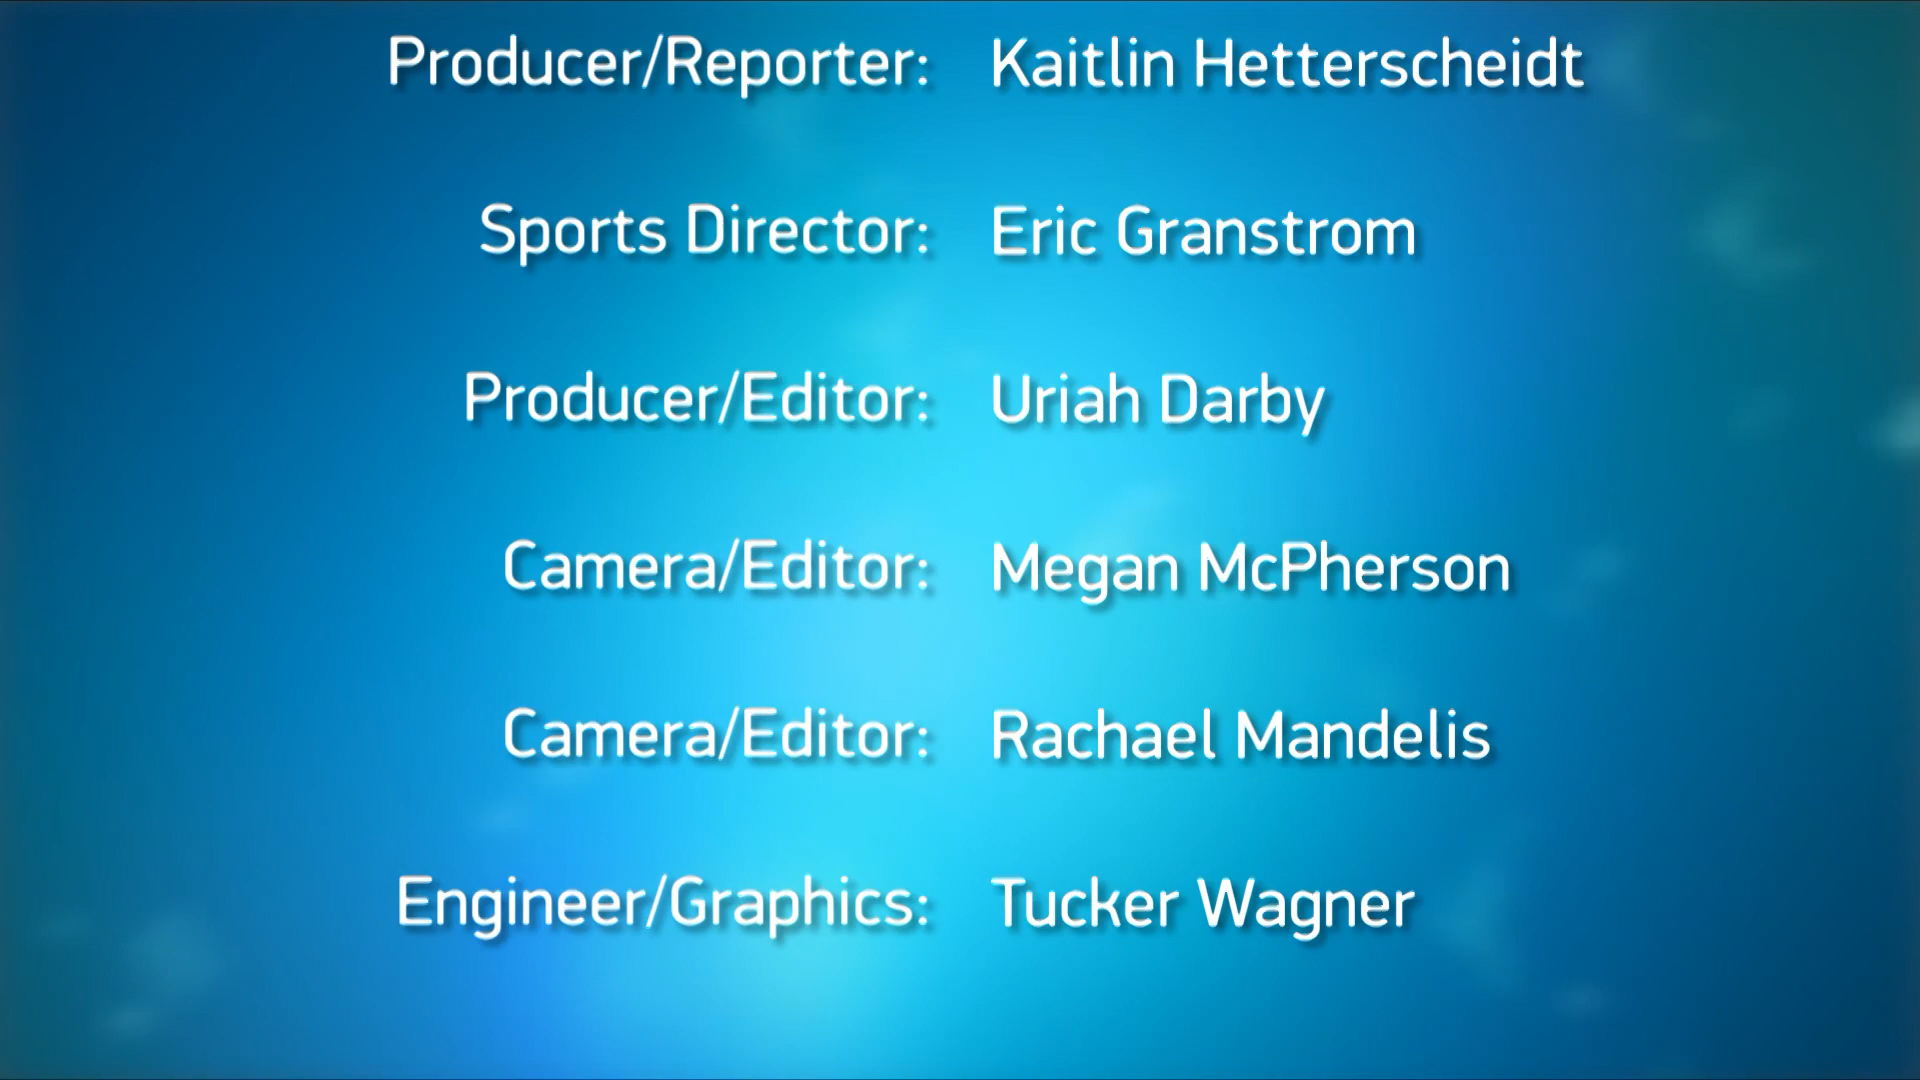 Producer/Reporter: Kaitlin Hetterscheidt
Sports Director: Eric Granstrom
Producer/Editor: Uriah Darby
Camera/Editor: Megan McPherson
Camera/Editor: Rachael Mandelis
Engineer/Graphics: Tucker Wagner